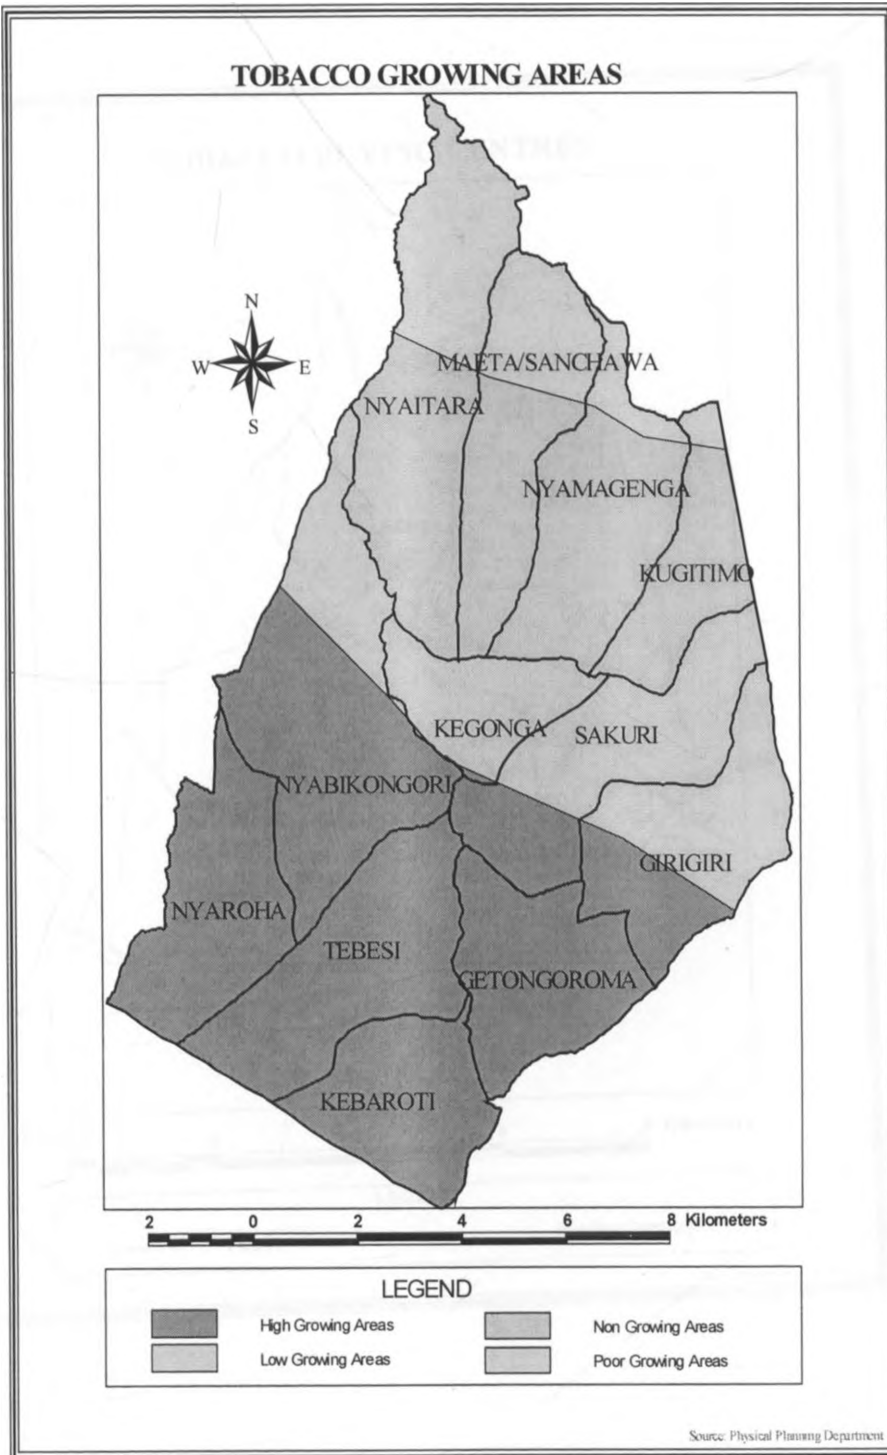 TOBACCO GROWING AREAS
N
W E
S
MAETA/SANCHAWA
NYAITARA
NYAMAGENGA
KUGITIMO
KEGONGA
SAKURI
NYABIKONGORI
GIRIGIRI
NYAROHA
TEBESI
GETONGOROMA
KEBAROTI
2 0 2 4 6 8 Kilometers
LEGEND
High Growing Areas
Non Growing Areas
Low Growing Areas
Poor Growing Areas
Source: Physical Planning Department